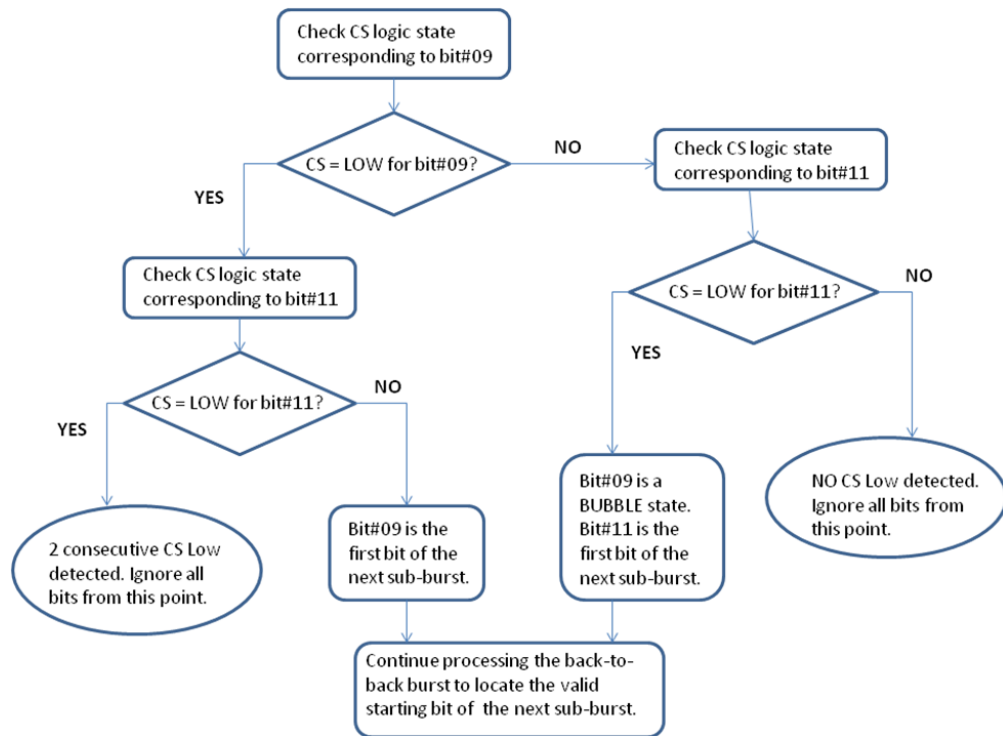 Check CS logic state
corresponding to bit#09
CS = LOW for bit#09?
NO
YES
Check CS logic state
corresponding to bit#11
Check CS logic state
corresponding to bit#11
CS = LOW for bit#11?
NO
YES
CS = LOW for bit#11?
NO
YES
2 consecutive CS Low
detected. Ignore all
bits from this point.
Bit#09 is
the first bit
of the next
sub-burst.
Bit#09 is a
BUBBLE state.
Bit#11 is the
first bit of the
next sub-burst.
NO CS Low detected.
Ignore all bits from
this point.
Continue processing the back-to-
back burst to locate the valid
starting bit of the next sub-burst.